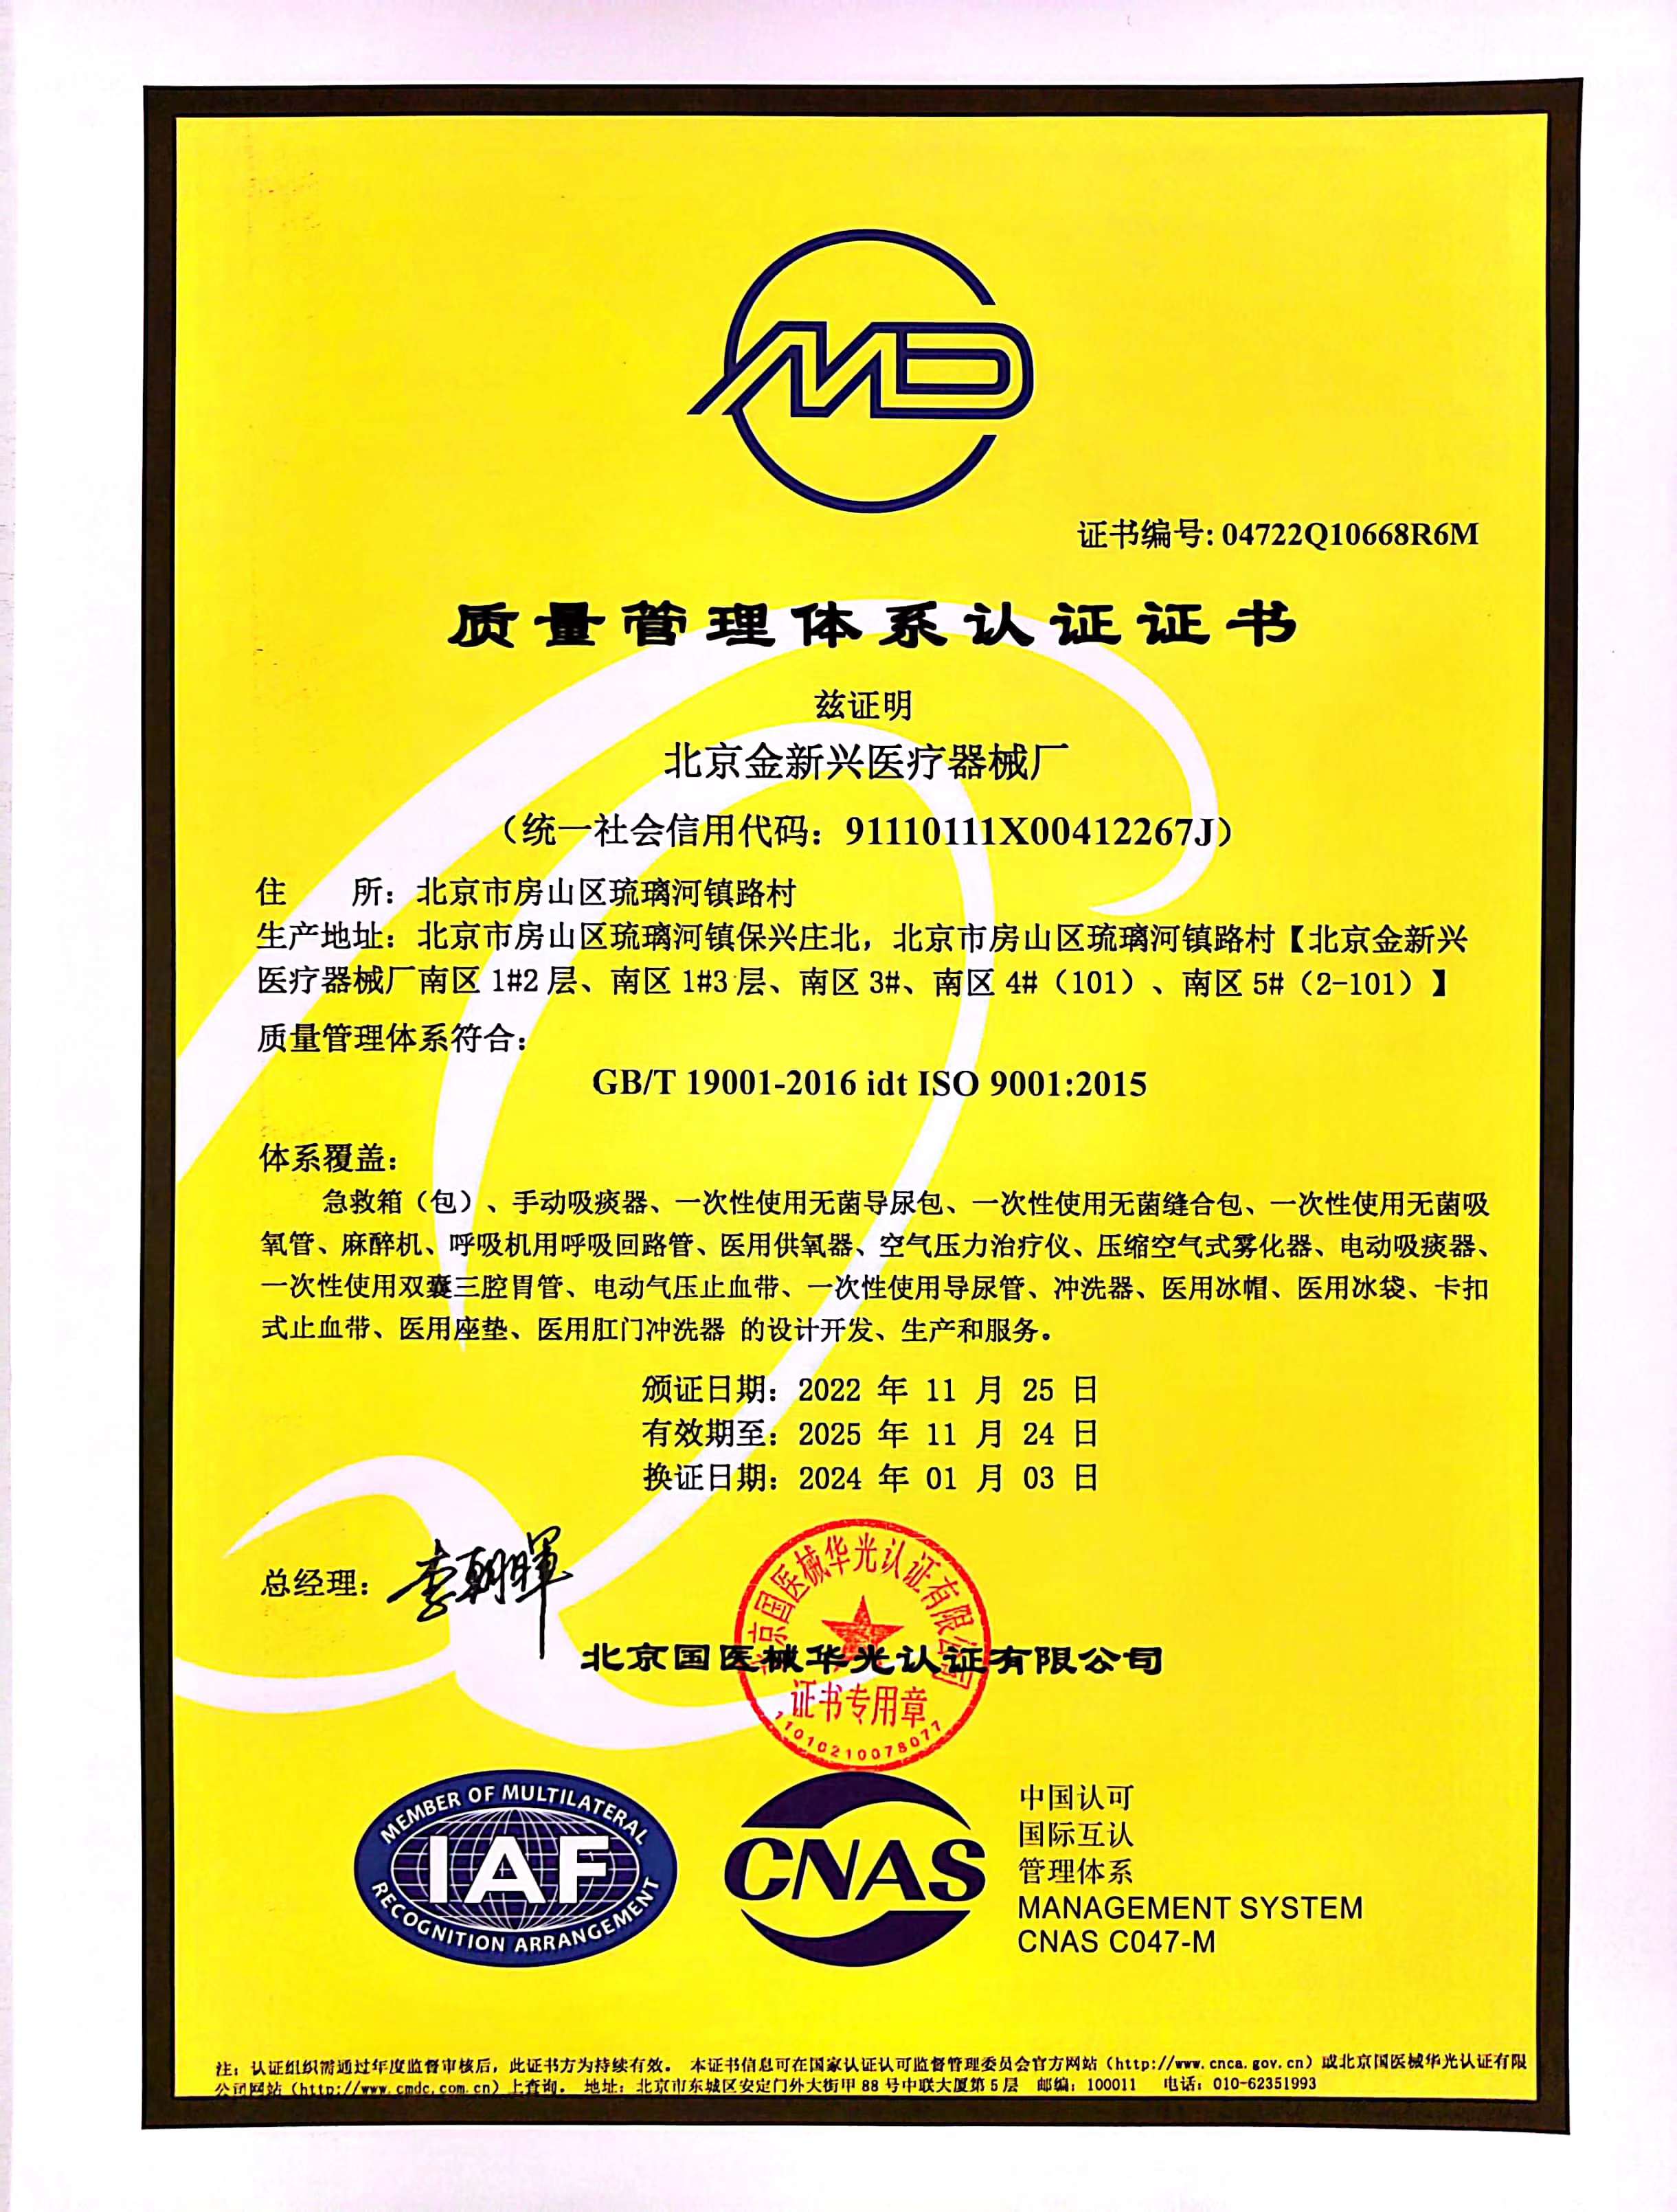 MD
证书编号: 04722Q10668R6M
质量管理体系认证证书
兹证明
北京金新兴医疗器械厂
（统一社会信用代码：91110111X00412267J）
住 所：北京市房山区琉璃河镇路村
生产地址：北京市房山区琉璃河镇保兴庄北，北京市房山区琉璃河镇路村【北京金新兴
医疗器械厂南区 1#2 层、南区 1#3 层、南区 3#、南区 4#（101）、南区 5#（2-101）】
质量管理体系符合：
GB/T 19001-2016 idt ISO 9001:2015
体系覆盖：
急救箱（包）、手动吸痰器、一次性使用无菌导尿包、一次性使用无菌缝合包、一次性使用无菌吸
氧管、麻醉机、呼吸机用呼吸回路管、医用供氧器、空气压力治疗仪、压缩空气式雾化器、电动吸痰器、
一次性使用双囊三腔胃管、电动气压止血带、一次性使用导尿管、冲洗器、医用冰帽、医用冰袋、卡扣
式止血带、医用座垫、医用肛门冲洗器 的设计开发、生产和服务。
颁证日期：2022 年 11 月 25 日
有效期至：2025 年 11 月 24 日
换证日期：2024 年 01 月 03 日
总经理：李朝暉
北京国医械华光认证有限公司
北京国医械华光认证有限公司
证书专用章
11010210078077
MEMBER OF MULTILATERAL
IAF
RECOGNITION ARRANGEMENT
CNAS
中国认可
国际互认
管理体系
MANAGEMENT SYSTEM
CNAS C047-M
注：认证组织需通过年度监督审核后，此证书方为持续有效。 本证书信息可在国家认证认可监督管理委员会官方网站（http://www.cnca.gov.cn）或北京国医械华光认证有限
公司网站（http://www.cmdc.com.cn）上查询。 地址：北京市东城区安定门外大街甲 88 号中联大厦第 5 层 邮编：100011 电话：010-62351993